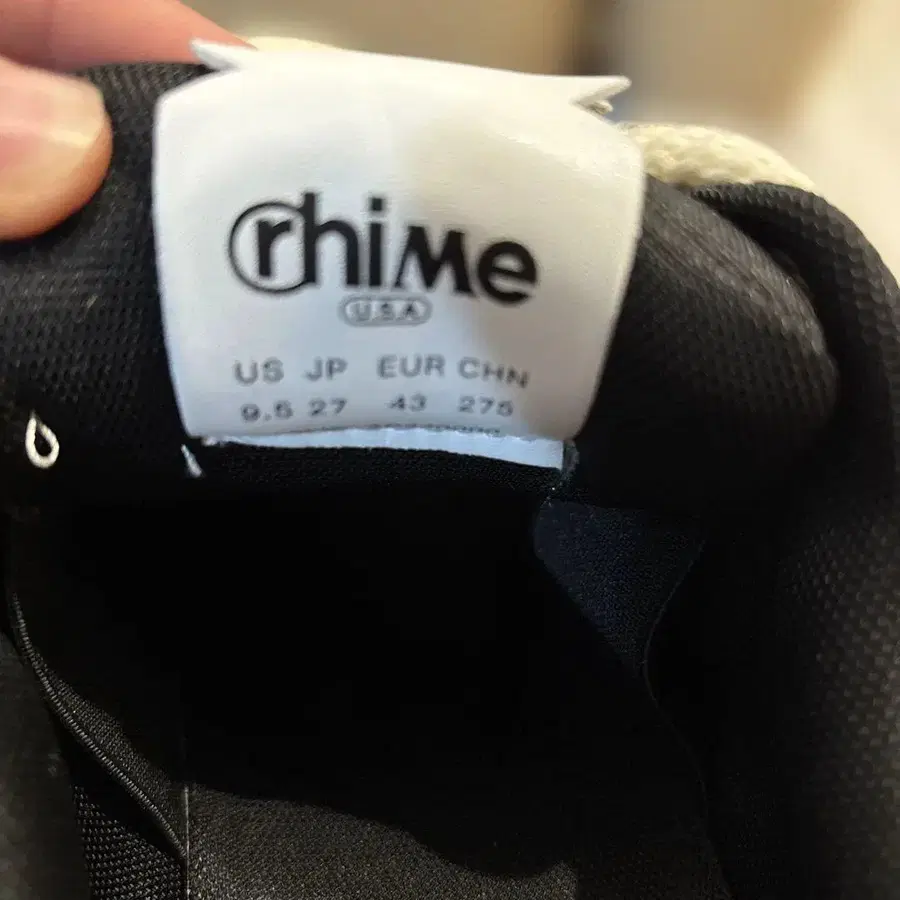 rhime
U.S.A
US JP EUR CHN
9.5 27 43 275